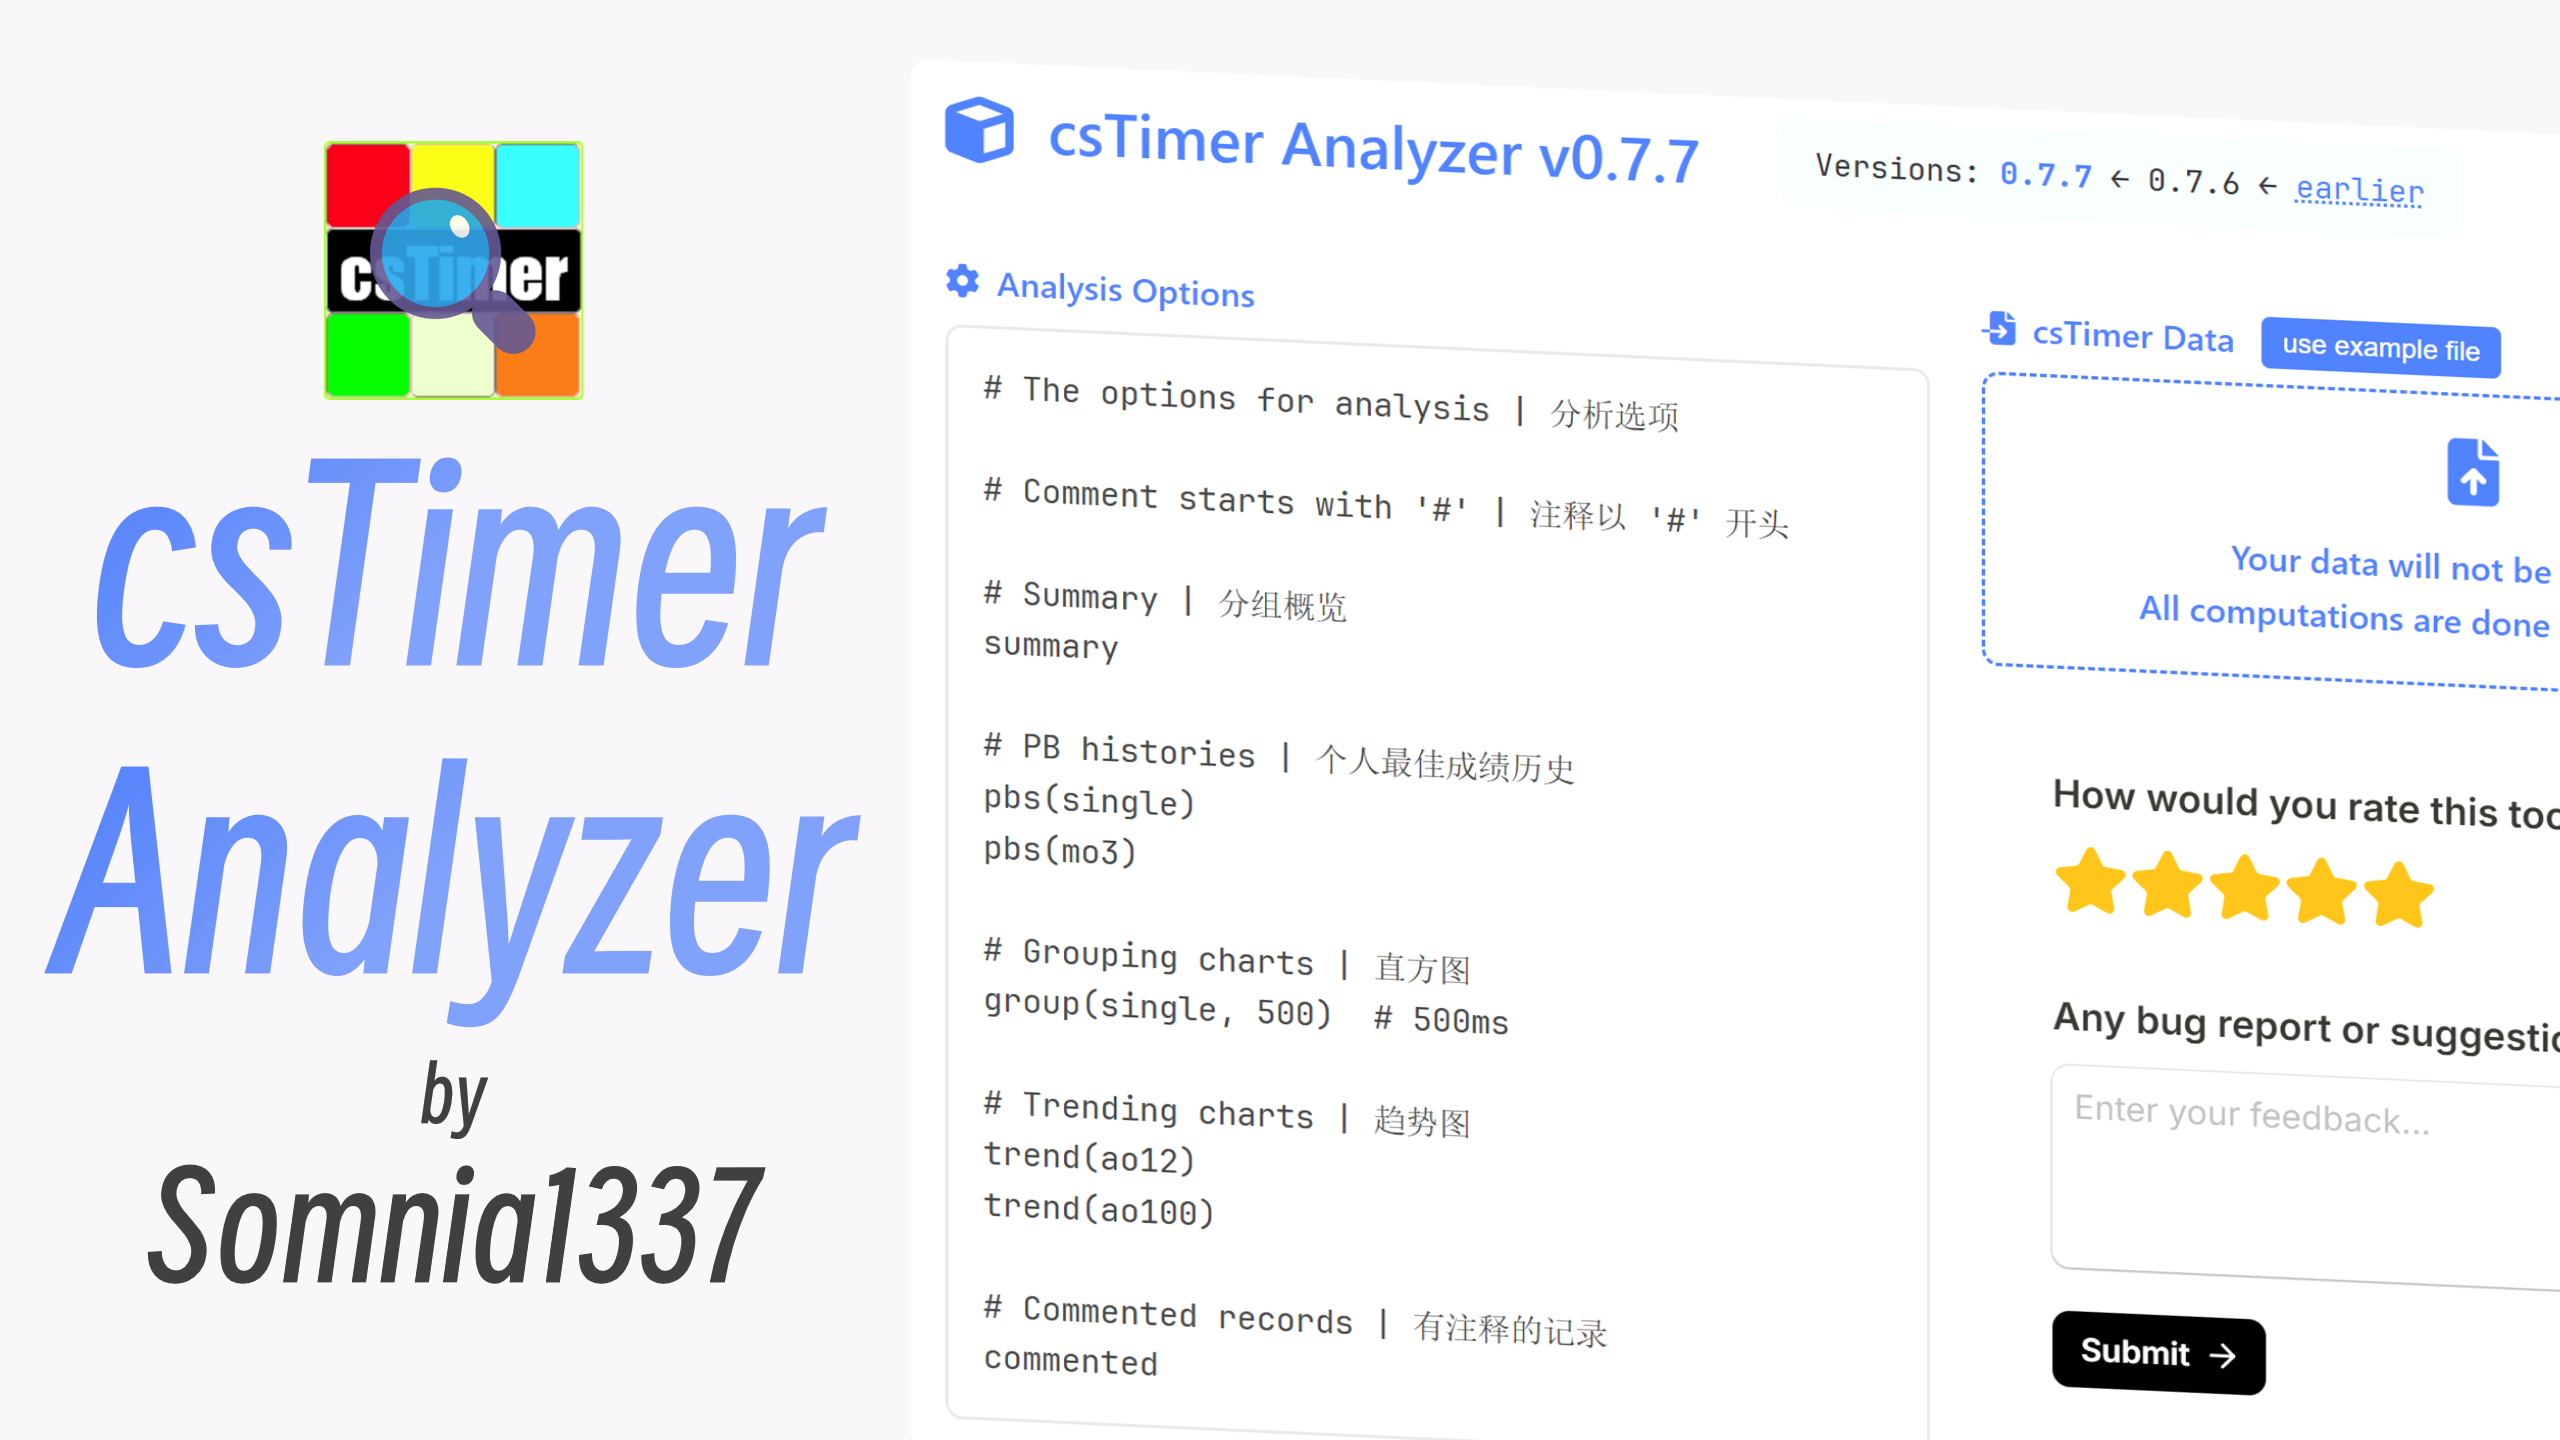 csTimer
csTimer
Analyzer
by
Somnia1337
csTimer Analyzer v0.7.7
Versions: 0.7.7 ← 0.7.6 ← earlier
Analysis Options
# The options for analysis | 分析选项
# Comment starts with '#' | 注释以 '#' 开头
# Summary | 分组概览
summary
# PB histories | 个人最佳成绩历史
pbs(single)
pbs(mo3)
# Grouping charts | 直方图
group(single, 500)  # 500ms
# Trending charts | 趋势图
trend(ao12)
trend(ao100)
# Commented records | 有注释的记录
commented
csTimer Data
use example file
Your data will not be
All computations are done
How would you rate this
Any bug report or
Enter your feedback...
Submit →